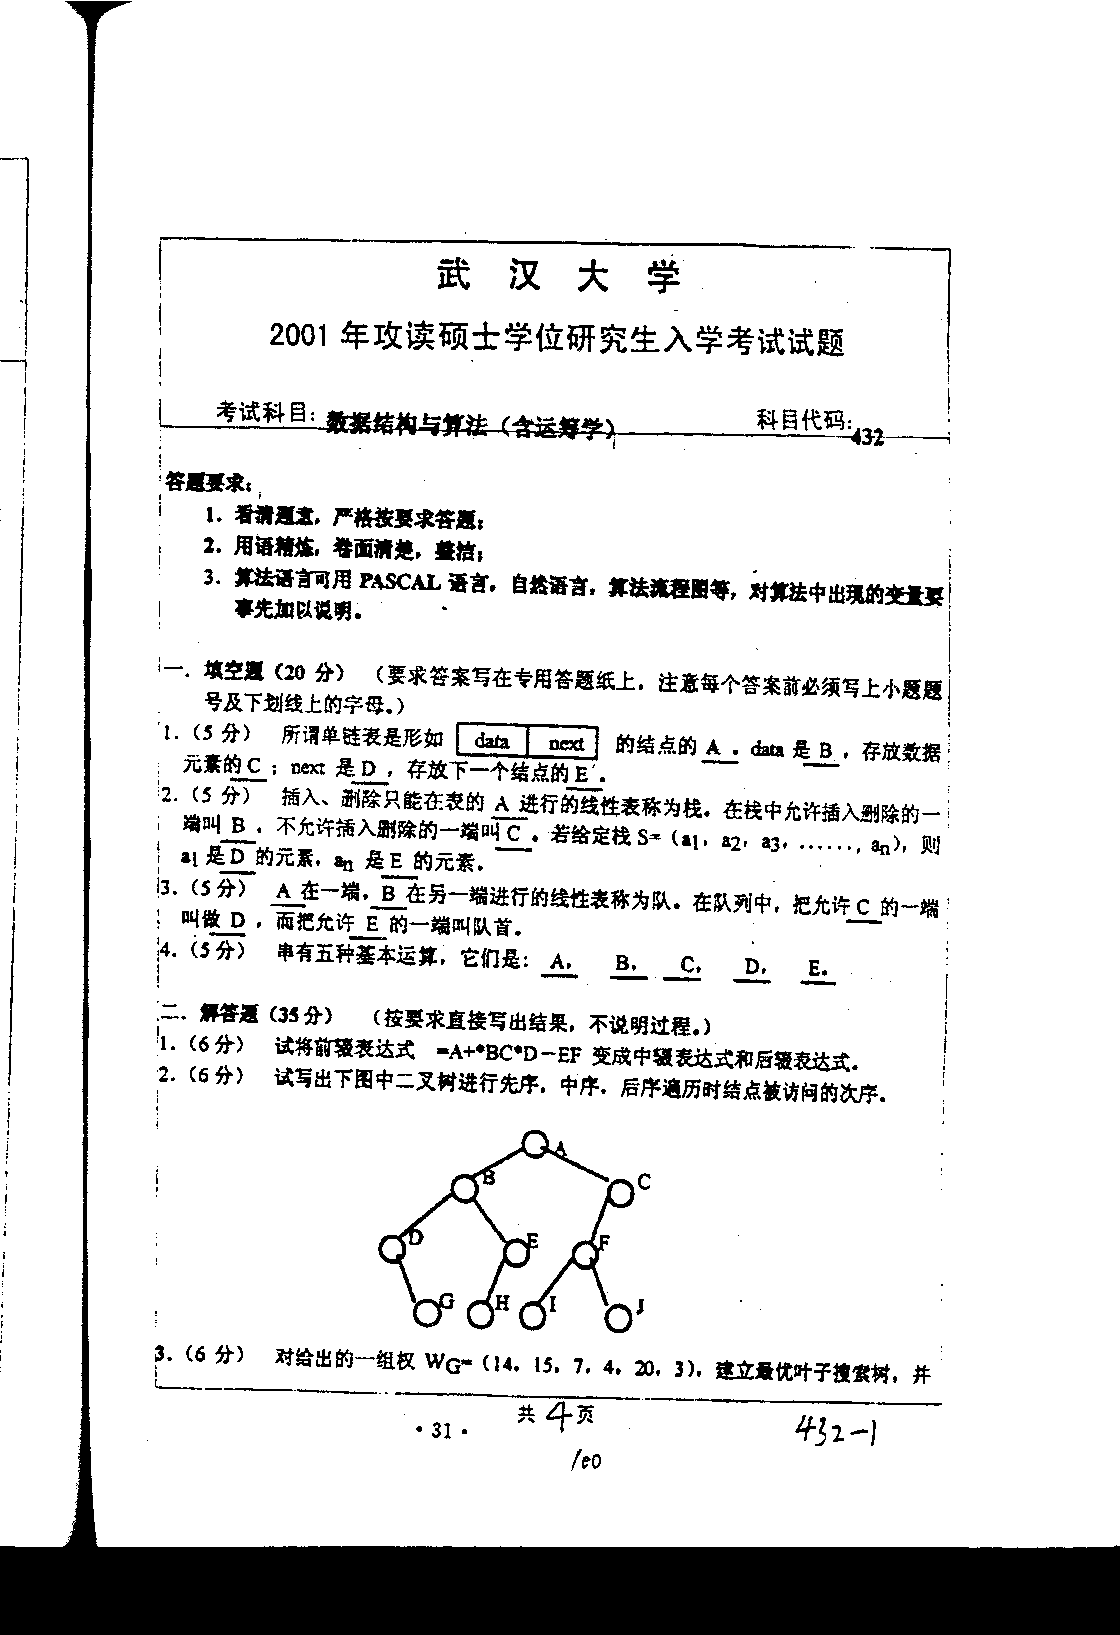 武 汉 大 学
2001 年攻读硕士学位研究生入学考试试题
考试科目：数据结构与算法（含运筹学） 科目代码：432
答题要求：
1．看清题意，严格按要求答题；
2．用语精炼，卷面清楚，整洁；
3．算法语言可用 PASCAL 语言，自然语言，算法流程图等，对算法中出现的变量要
事先加以说明。
一．填空题（20 分） （要求答案写在专用答题纸上，注意每个答案前必须写上小题题
号及下划线上的字母。）
1．（5 分） 所谓单链表是形如 data next 的结点的 A 。data 是 B ，存放数据
元素的 C ；next 是 D ，存放下一个结点的 E 。
2．（5 分） 插入、删除只能在表的 A 进行的线性表称为栈。在栈中允许插入删除的一
端叫 B ，不允许插入删除的一端叫 C 。若给定栈 S=（a1，a2，a3，……，an），则
a1 是 D 的元素，an 是 E 的元素。
3．（5 分） A 在一端，B 在另一端进行的线性表称为队。在队列中，把允许 C 的一端
叫做 D ，而把允许 E 的一端叫队首。
4．（5 分） 串有五种基本运算，它们是： A， B， C， D， E。
二．解答题（35 分） （按要求直接写出结果，不说明过程。）
1．（6 分） 试将前辍表达式 =A+*BC*D-EF 变成中辍表达式和后辍表达式。
2．（6 分） 试写出下图中二叉树进行先序，中序，后序遍历时结点被访问的次序。
A
B C
D E F
G H I J
3．（6 分） 对给出的一组权 WG=（14，15，7，4，20，3），建立最优叶子搜索树，并
共 4 页
·31· 432-1
100